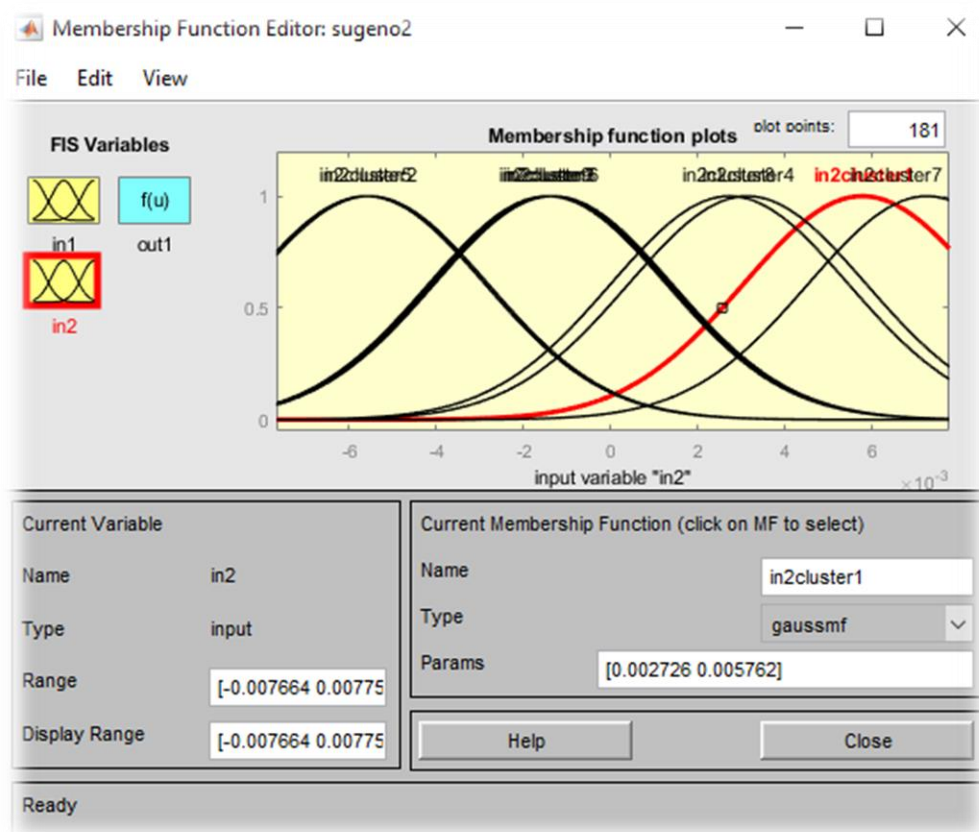 Membership Function Editor: sugeno2
File Edit View
FIS Variables
Membership function plots plot points: 181
f(u)
in1 out1
in2
in2cluster4 in2cluster1 in2cluster7
1
0.5
0
-6 -4 -2 0 2 4 6
input variable "in2" ×10-3
Current Variable
Name in2
Type input
Range [-0.007664 0.00775
Display Range [-0.007664 0.00775
Current Membership Function (click on MF to select)
Name in2cluster1
Type gaussmf
Params [0.002726 0.005762]
Help Close
Ready